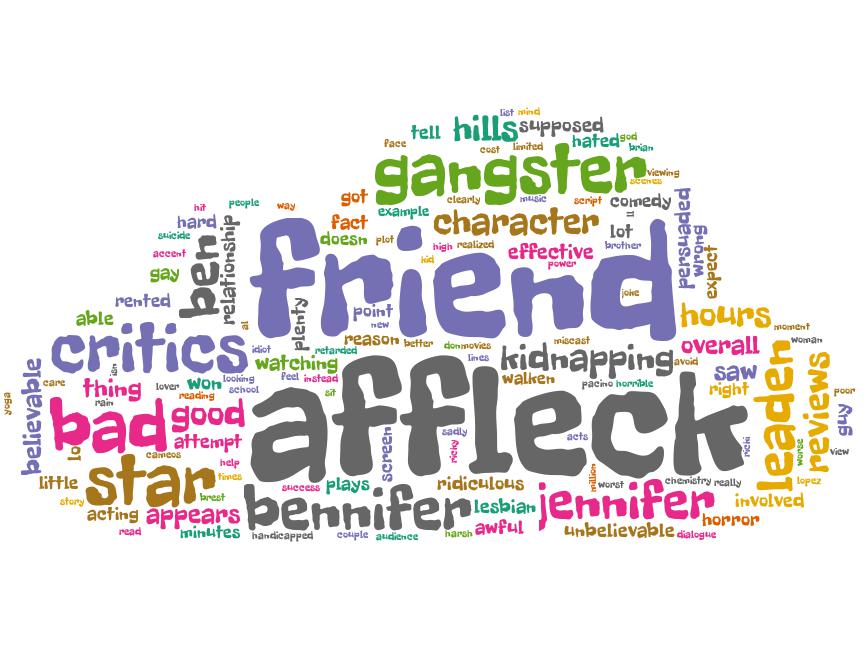 list mind
tell hills supposed
face cost limited hated god
brian
gangster viewing
scenes
hit people way got clearly music script comedy
hard fact example character lot
suicide doesn plot high realized effective brother
accent kid power
gay ben relationship friend joke persuaded wrong expect
rented plenty point
new
able al hours moment
critics idiot retarded reason better don movies miscast overall woman
isn watching lines kidnapping avoid
believable care thing lover won looking feel instead walken pacino horrible saw
school sit right
yoga rain reading
bad good affleck leader reviews poor
guy
lo attempt screen sadly ricky acts ricki worse view
cameos
star help million
little times success plays ridiculous worst chemistry really lopez
story brest bennifer lesbian jennifer involved
acting appears awful horror
read minutes handicapped couple audience harsh unbelievable dialogue